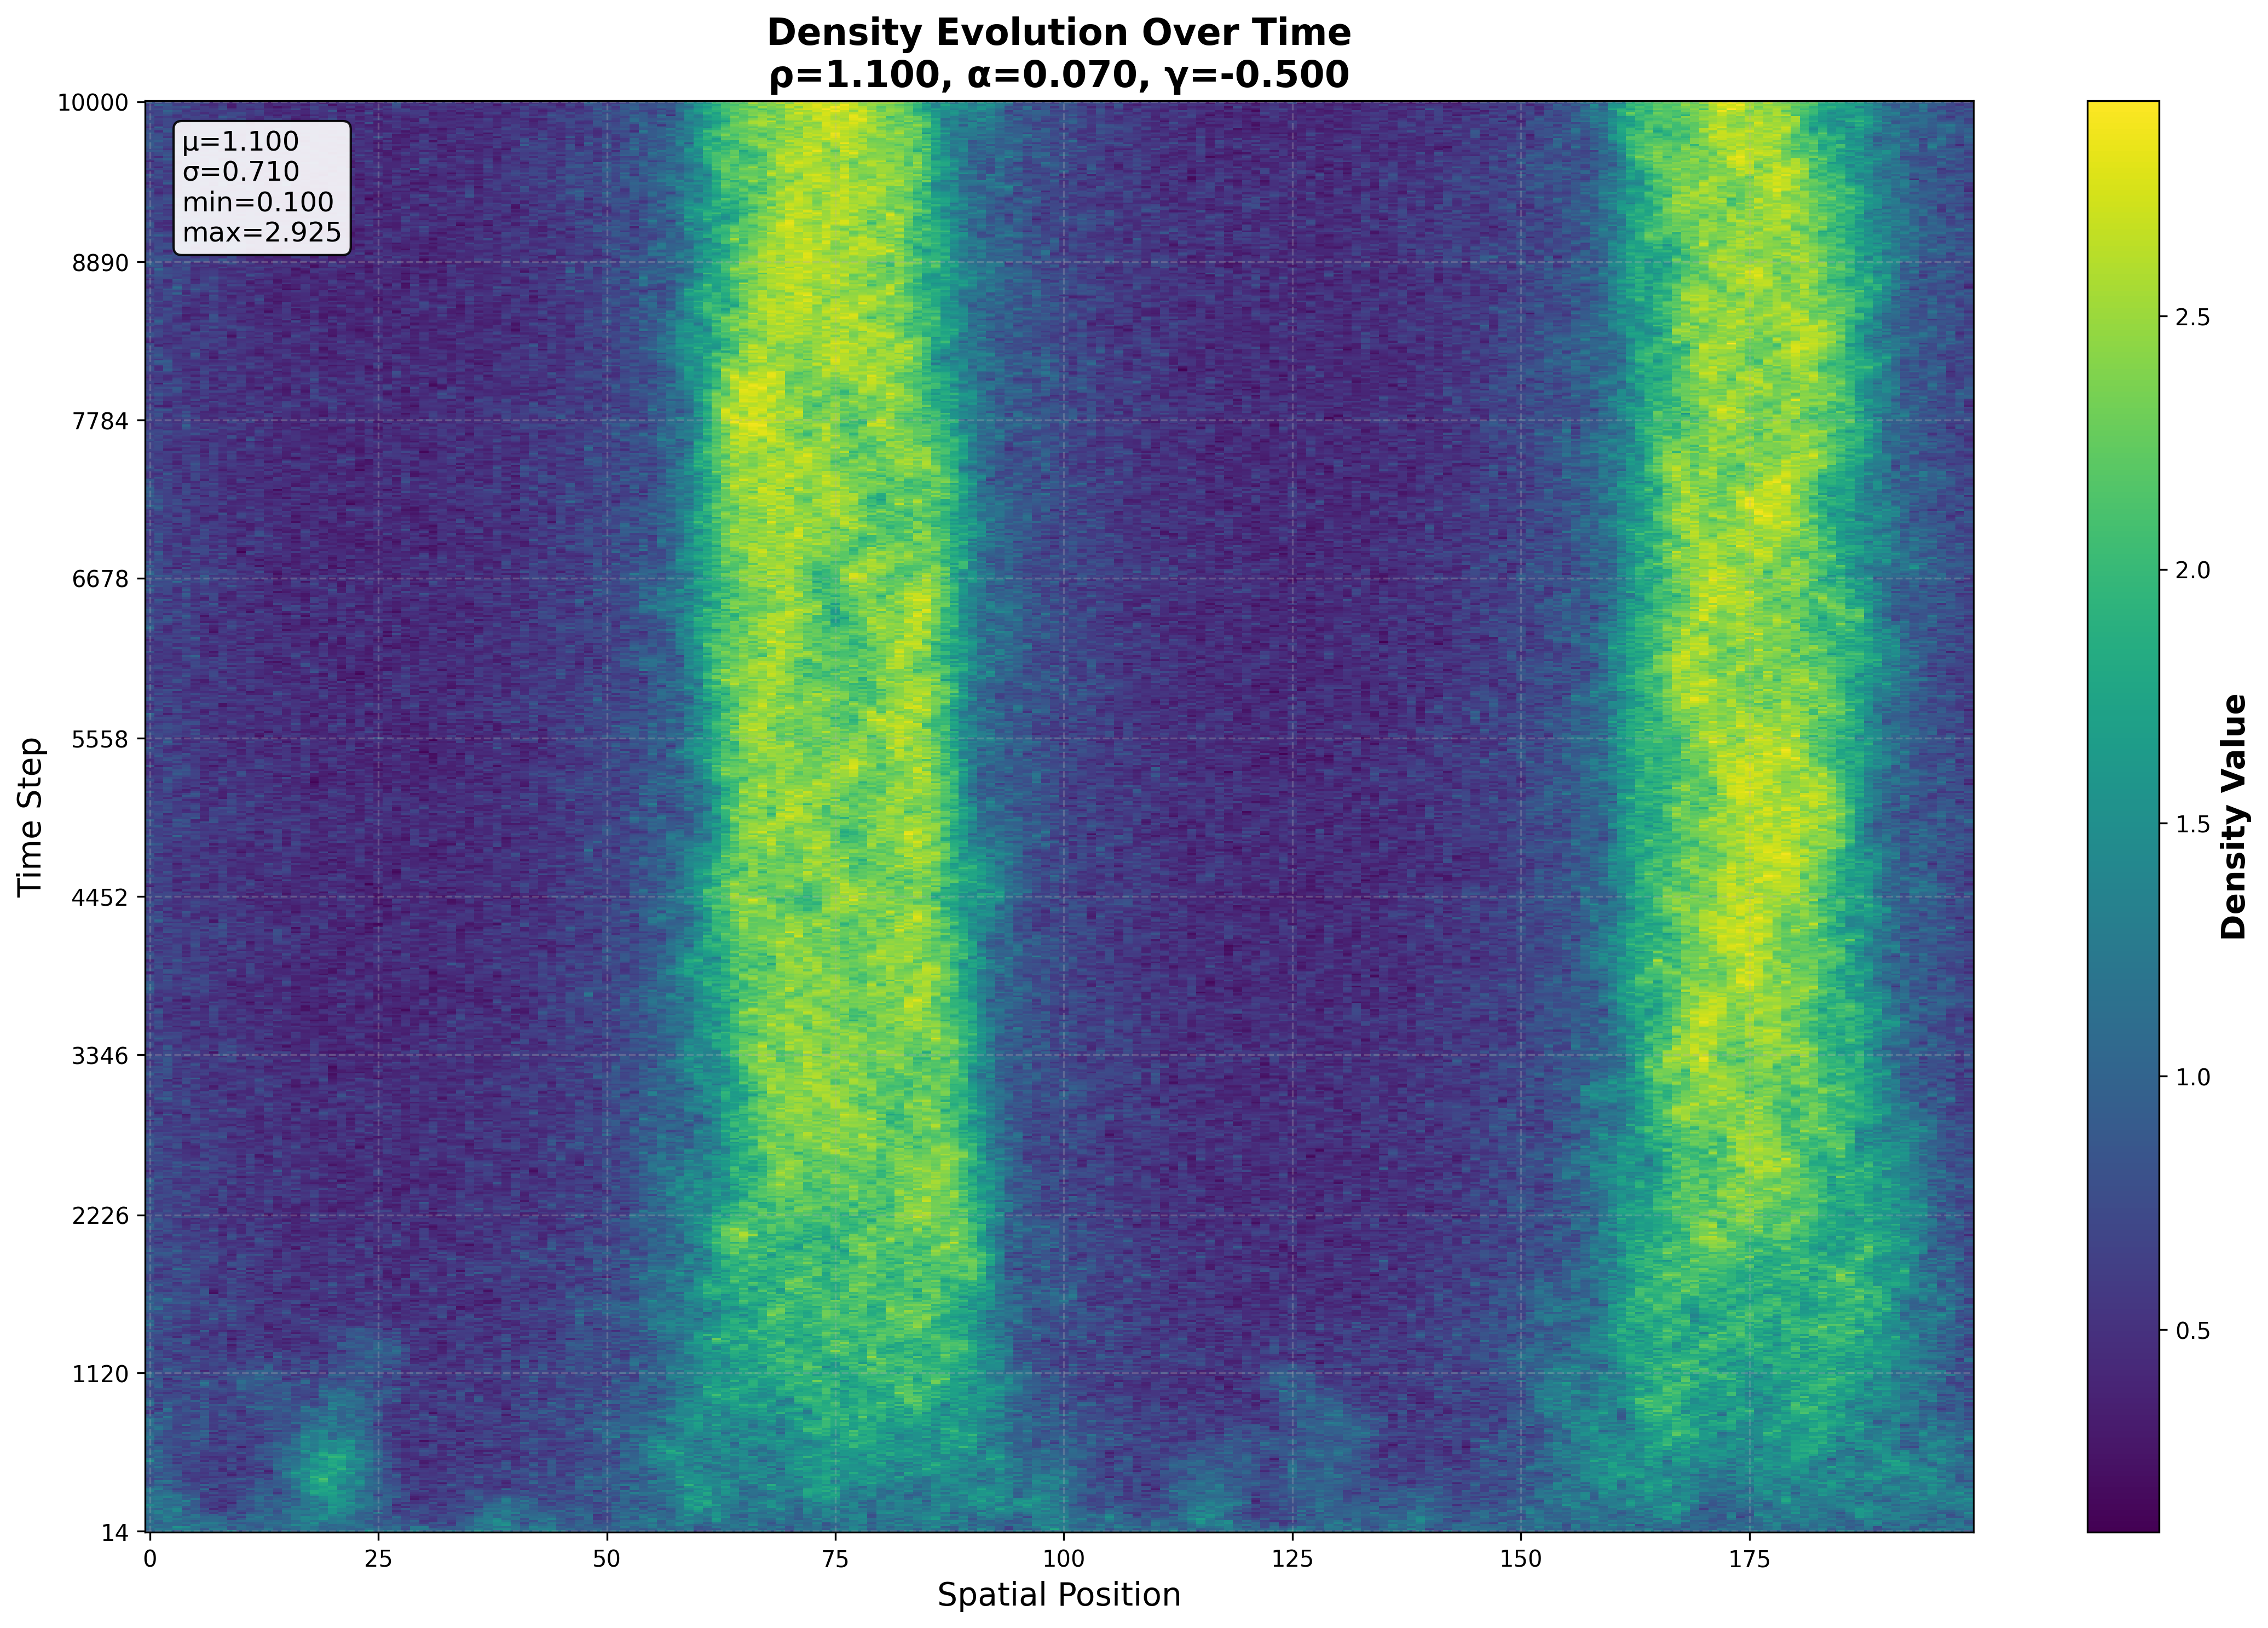 Density Evolution Over Time
ρ=1.100, α=0.070, γ=-0.500
μ=1.100
σ=0.710
min=0.100
max=2.925
Time Step
10000
8890
7784
6678
5558
4452
3346
2226
1120
14
0
25
50
75
100
125
150
175
Spatial Position
2.5
2.0
1.5
1.0
0.5
Density Value